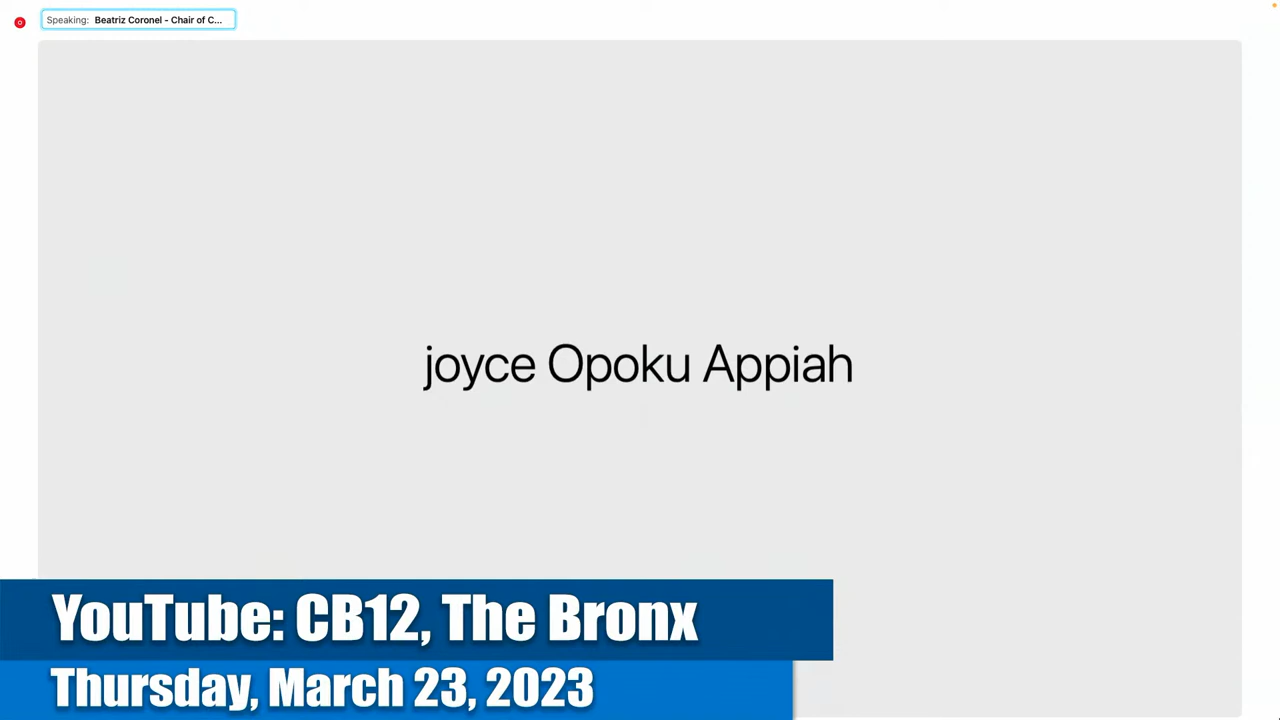 Speaking: Beatriz Coronel - Chair of C...
joyce Opoku Appiah
YouTube: CB12, The Bronx
Thursday, March 23, 2023